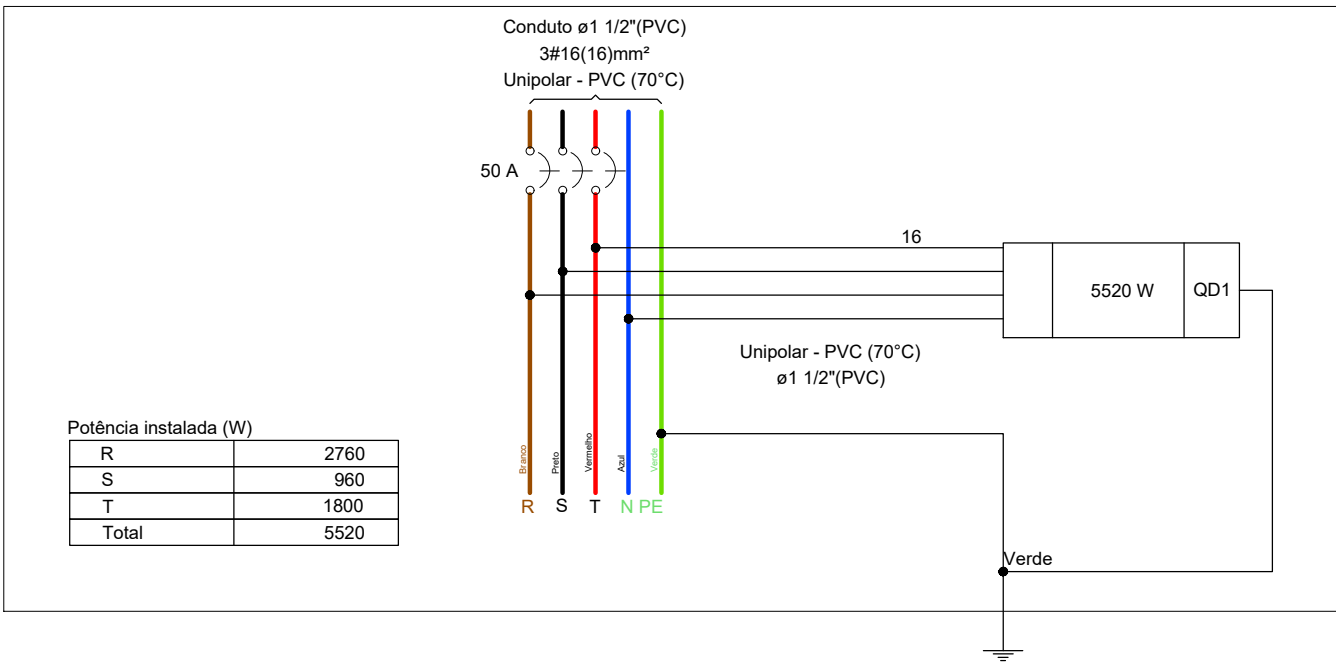 Conduto ø1 1/2"(PVC)
3#16(16)mm²
Unipolar - PVC (70°C)
50 A
16
5520 W
QD1
Unipolar - PVC (70°C)
ø1 1/2"(PVC)
Potência instalada (W)
R 2760
S 960
T 1800
Total 5520
Branco
Preto
Vermelho
Azul
Verde
R S T N PE
Verde